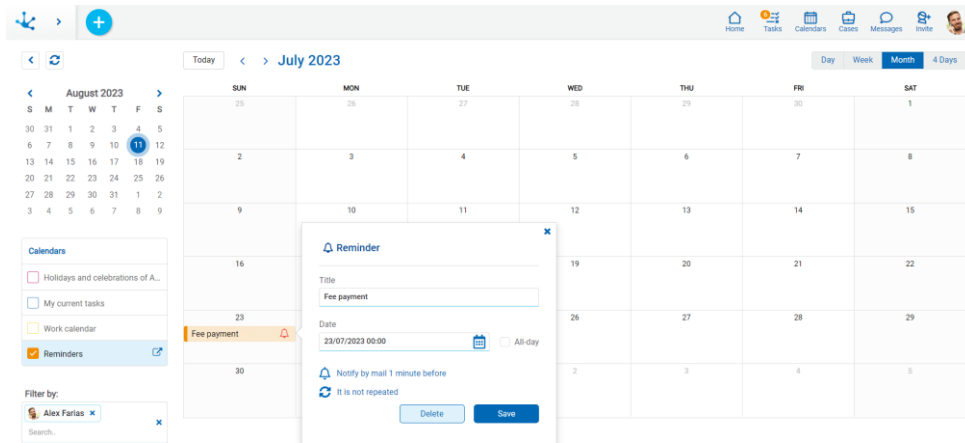 6
Home Tasks Calendars Cases Messages Invite
Today July 2023 Day Week Month 4 Days
August 2023
S M T W T F S
30 31 1 2 3 4 5
6 7 8 9 10 11 12
13 14 15 16 17 18 19
20 21 22 23 24 25 26
27 28 29 30 31 1 2
3 4 5 6 7 8 9
Calendars
Holidays and celebrations of A...
My current tasks
Work calendar
Reminders
Filter by:
Alex Farias ×
Search..
SUN MON TUE WED THU FRI SAT
25 26 27 28 29 30 1
2 3 4 5 6 7 8
9 10 11 12 13 14 15
16 19 20 21 22
23 26 27 28 29
Fee payment
30 2 3 4 5
Reminder
Title
Fee payment
Date
23/07/2023 00:00 All-day
Notify by mail 1 minute before
It is not repeated
Delete Save